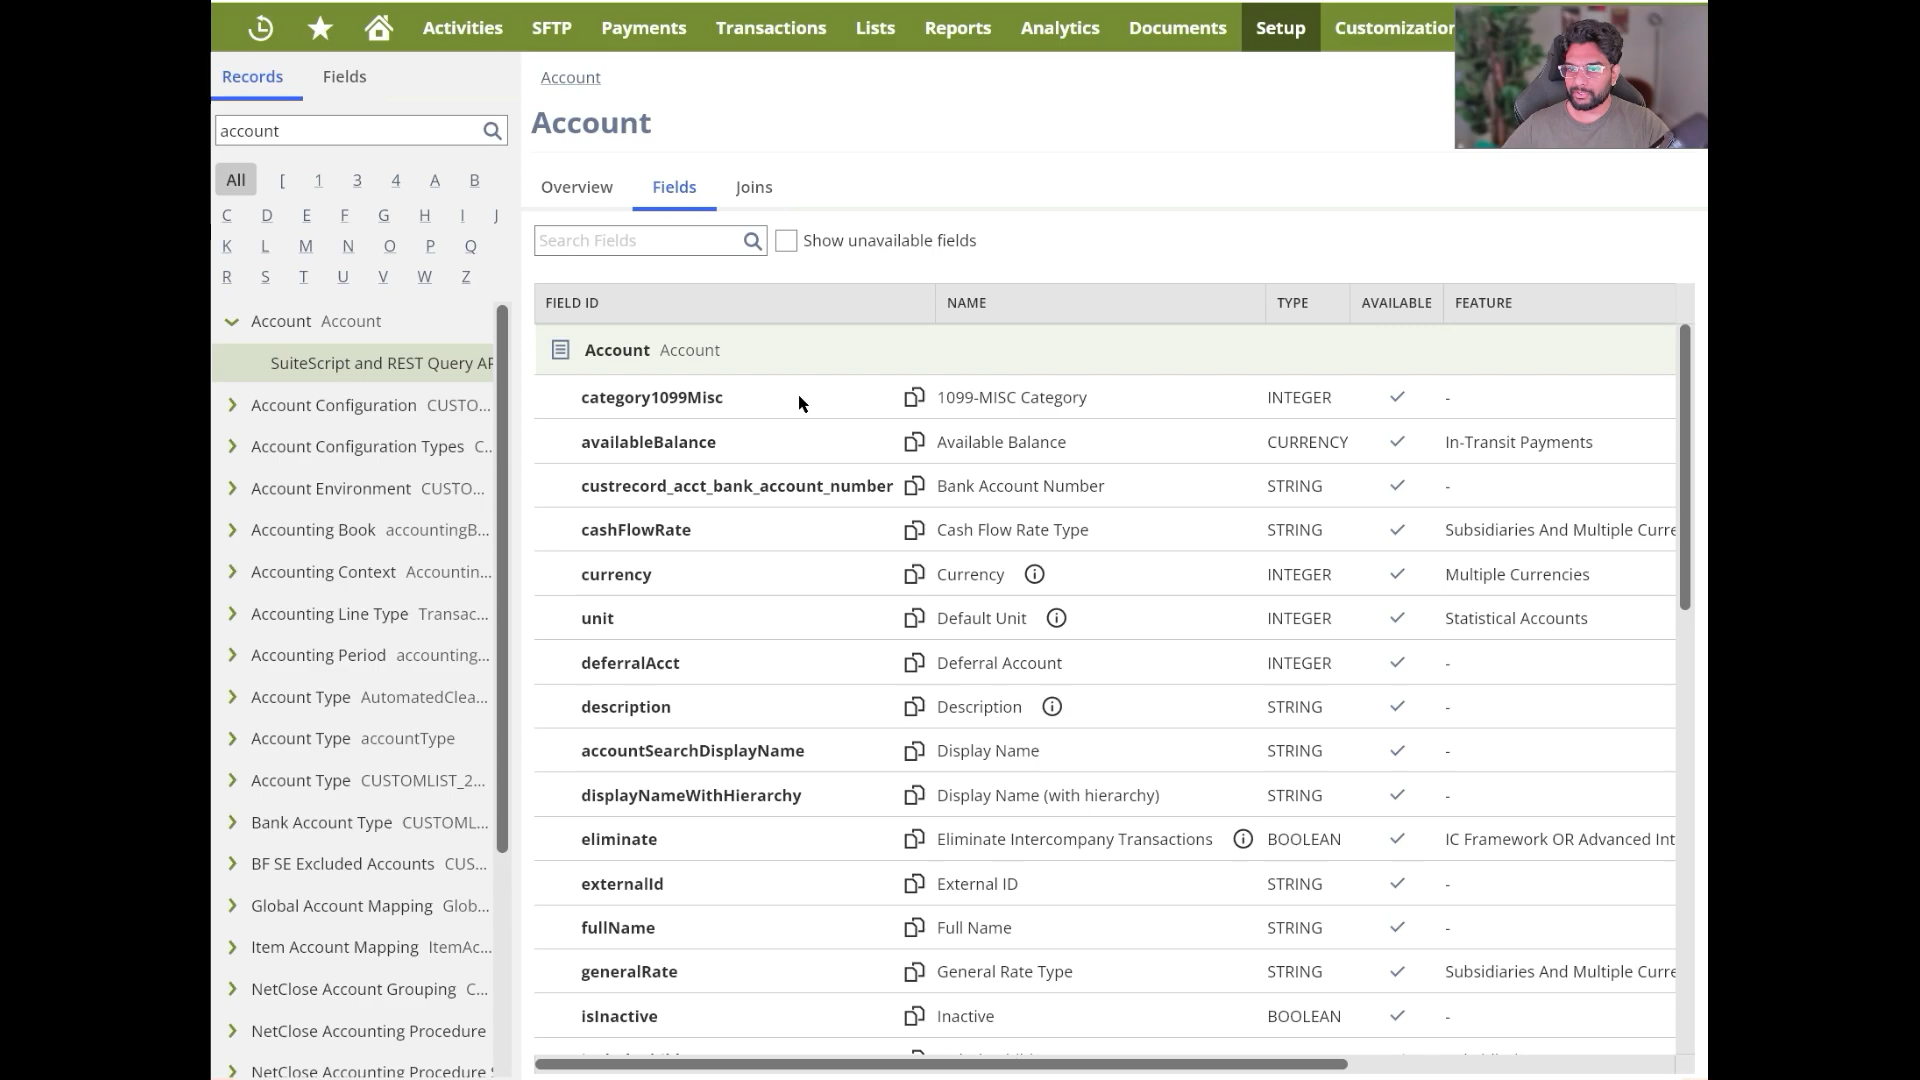 Activities SFTP Payments Transactions Lists Reports Analytics Documents Setup Customization
Records Fields
account
All [ 1 3 4 A B
C D E F G H I J
K L M N O P Q
R S T U V W Z
Account Account
SuiteScript and REST Query AP
Account Configuration CUSTO...
Account Configuration Types C...
Account Environment CUSTO...
Accounting Book accountingB...
Accounting Context Accountin...
Accounting Line Type Transac...
Accounting Period accounting...
Account Type AutomatedClea...
Account Type accountType
Account Type CUSTOMLIST_2...
Bank Account Type CUSTOML...
BF SE Excluded Accounts CUS...
Global Account Mapping Glob...
Item Account Mapping ItemAc...
NetClose Account Grouping C...
NetClose Accounting Procedure
NetClose Accounting Procedure
Account
Account
Overview Fields Joins
Search Fields Show unavailable fields
FIELD ID NAME TYPE AVAILABLE FEATURE
Account Account
category1099Misc 1099-MISC Category INTEGER -
availableBalance Available Balance CURRENCY In-Transit Payments
custrecord_acct_bank_account_number Bank Account Number STRING -
cashFlowRate Cash Flow Rate Type STRING Subsidiaries And Multiple Curre
currency Currency INTEGER Multiple Currencies
unit Default Unit INTEGER Statistical Accounts
deferralAcct Deferral Account INTEGER -
description Description STRING -
accountSearchDisplayName Display Name STRING -
displayNameWithHierarchy Display Name (with hierarchy) STRING -
eliminate Eliminate Intercompany Transactions BOOLEAN IC Framework OR Advanced Int
externalId External ID STRING -
fullName Full Name STRING -
generalRate General Rate Type STRING Subsidiaries And Multiple Curre
isInactive Inactive BOOLEAN -